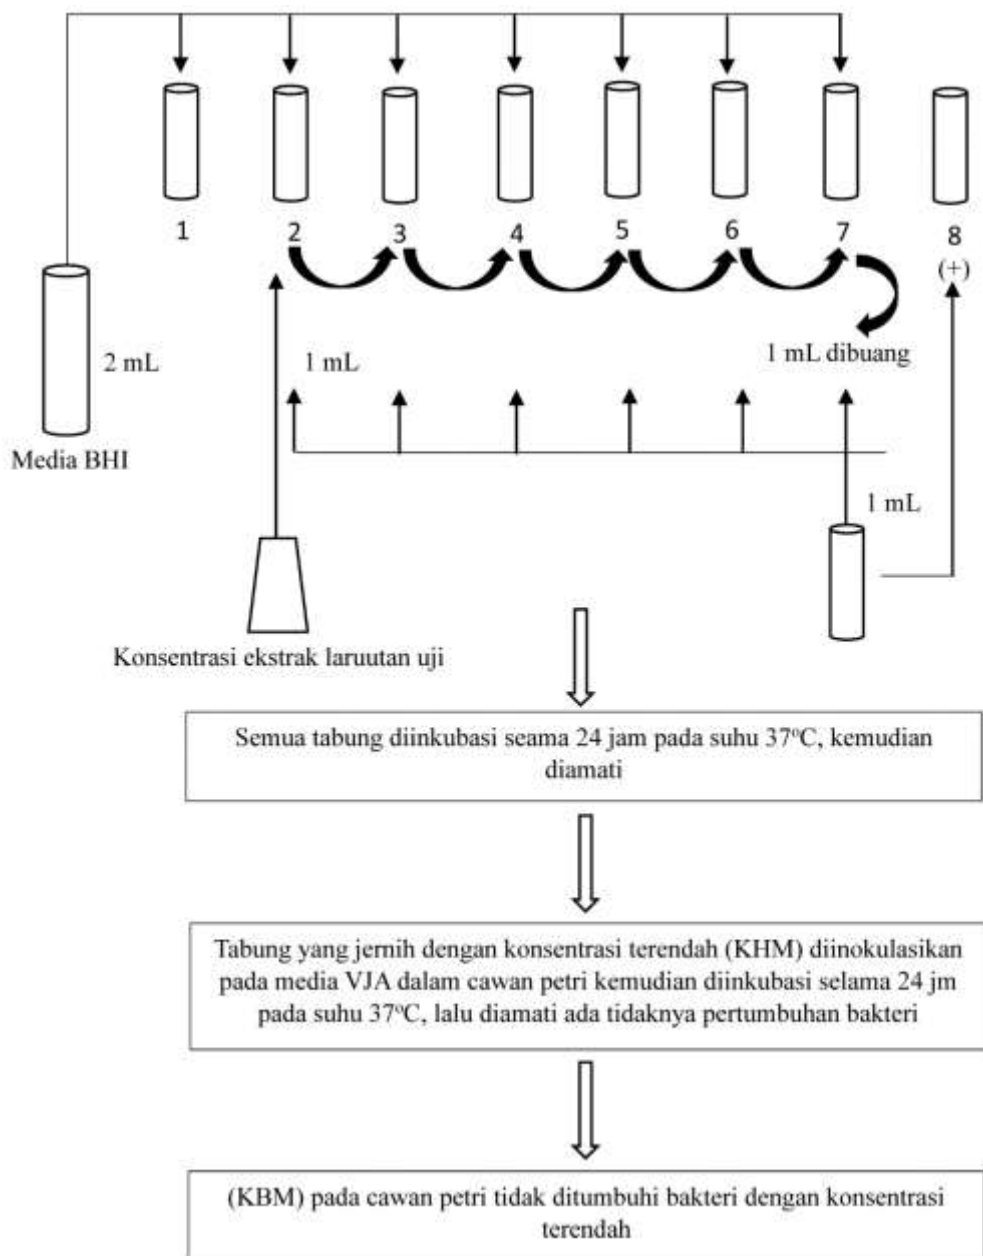 1 2 3 4 5 6 7 8
(+)
2 mL
1 mL
1 mL dibuang
Media BHI
1 mL
Konsentrasi ekstrak laruutan uji
Semua tabung diinkubasi seama 24 jam pada suhu 37°C, kemudian
diamati
Tabung yang jernih dengan konsentrasi terendah (KHM) diinokulasikan
pada media VJA dalam cawan petri kemudian diinkubasi selama 24 jm
pada suhu 37°C, lalu diamati ada tidaknya pertumbuhan bakteri
(KBM) pada cawan petri tidak ditumbuhi bakteri dengan konsentrasi
terendah